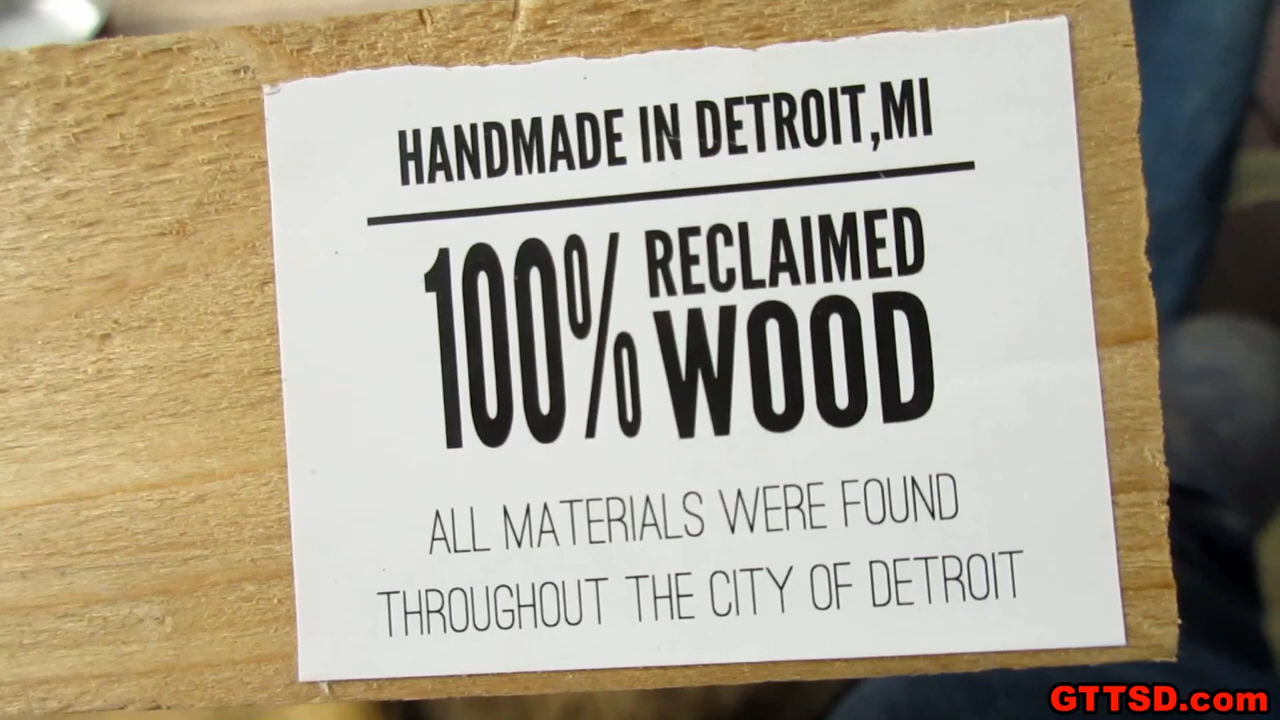 HANDMADE IN DETROIT,MI
100% RECLAIMED
WOOD
ALL MATERIALS WERE FOUND
THROUGHOUT THE CITY OF DETROIT
GTTSD.com